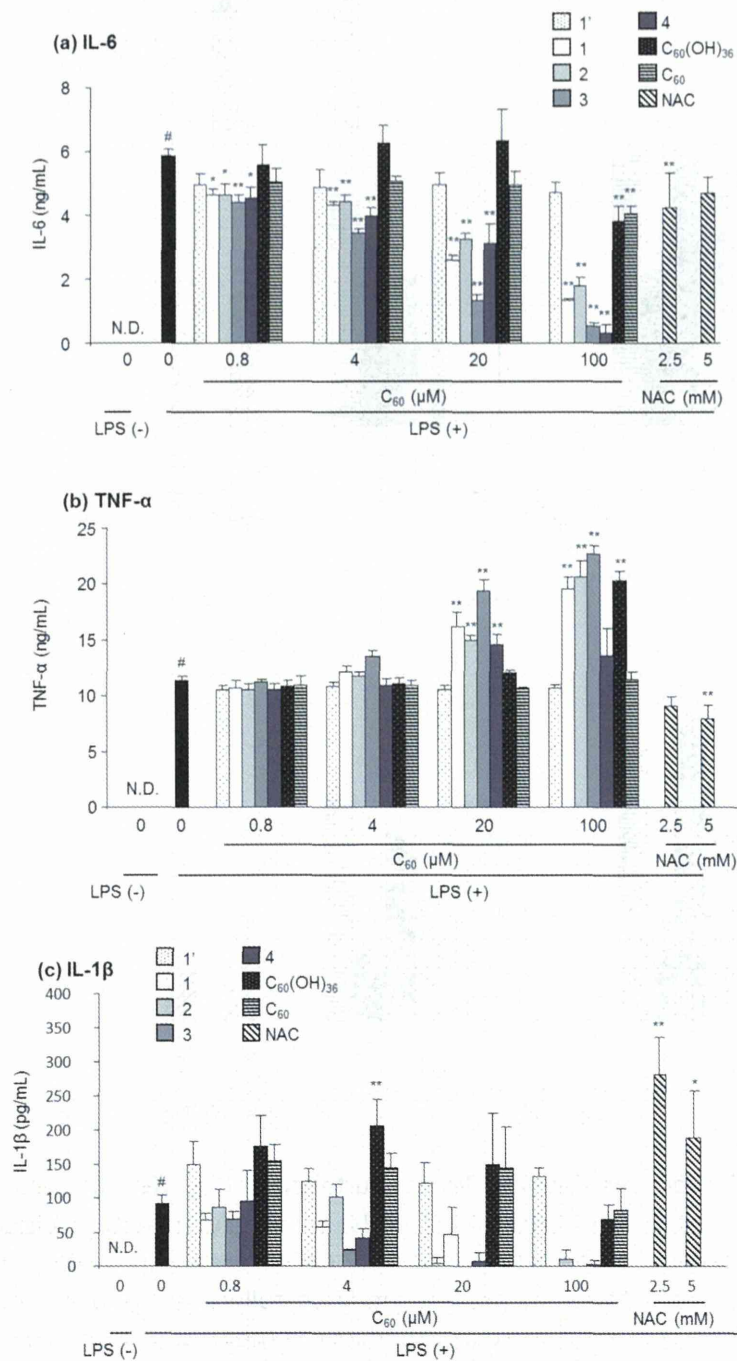 (a) IL-6
1'
1
2
3
4
C60(OH)36
C60
NAC
IL-6 (ng/mL)
8
6
4
2
0
N.D.
#
* * ** *
** ** ** **
** ** ** **
** ** ** ** ** **
**
0 0 0.8 4 20 100 2.5 5
C60 (μM) NAC (mM)
LPS (-) LPS (+)
(b) TNF-α
TNF-α (ng/mL)
25
20
15
10
5
0
N.D.
#
** ** ** **
** ** ** **
**
0 0 0.8 4 20 100 2.5 5
C60 (μM) NAC (mM)
LPS (-) LPS (+)
(c) IL-1β
1'
1
2
3
4
C60(OH)36
C60
NAC
IL-1β (pg/mL)
400
350
300
250
200
150
100
50
0
N.D.
#
**
** *
0 0 0.8 4 20 100 2.5 5
C60 (μM) NAC (mM)
LPS (-) LPS (+)